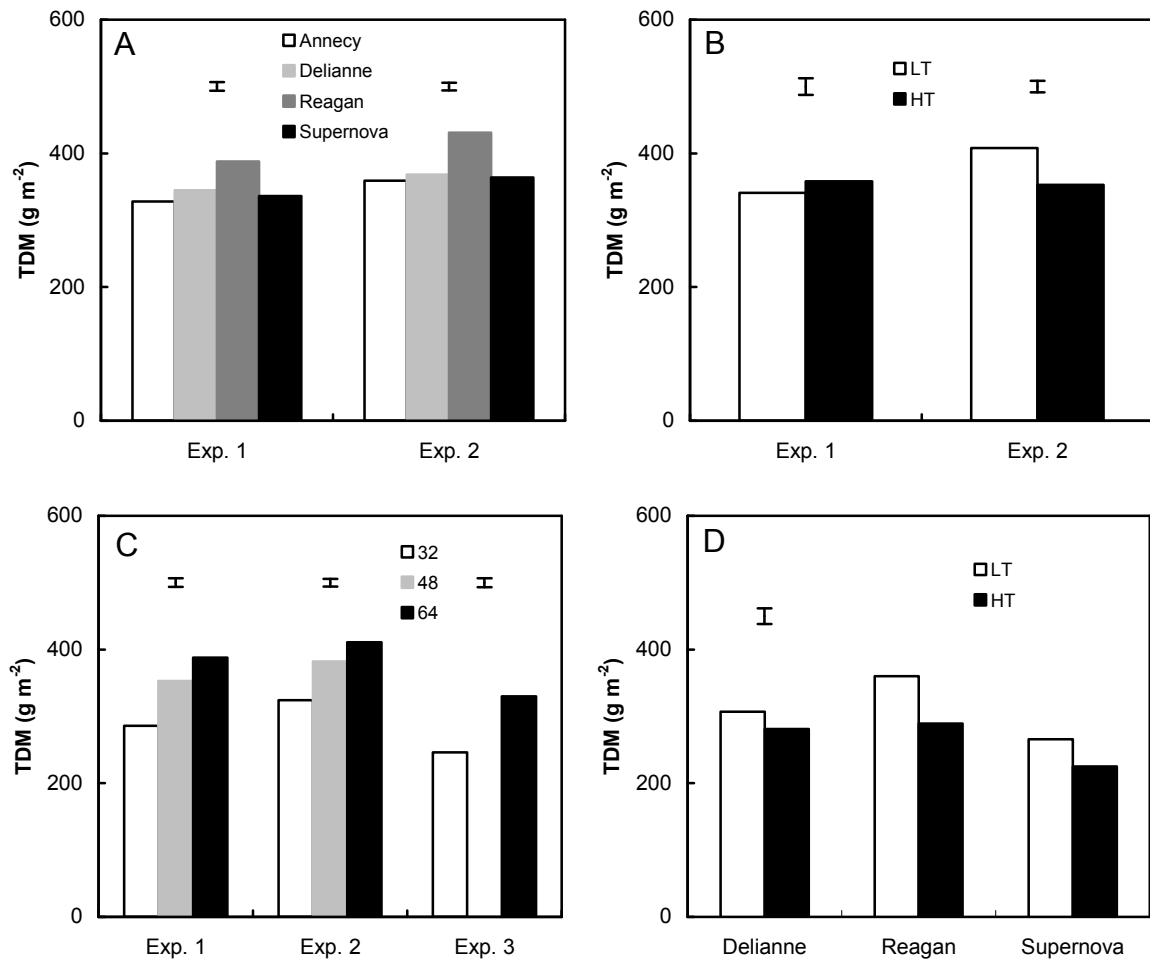 A
Annecy
Delianne
Reagan
Supernova
600
400
200
0
TDM (g m-2)
Exp. 1 Exp. 2
B
LT
HT
600
400
200
0
TDM (g m-2)
Exp. 1 Exp. 2
C
32
48
64
600
400
200
0
TDM (g m-2)
Exp. 1 Exp. 2 Exp. 3
D
LT
HT
600
400
200
0
TDM (g m-2)
Delianne Reagan Supernova